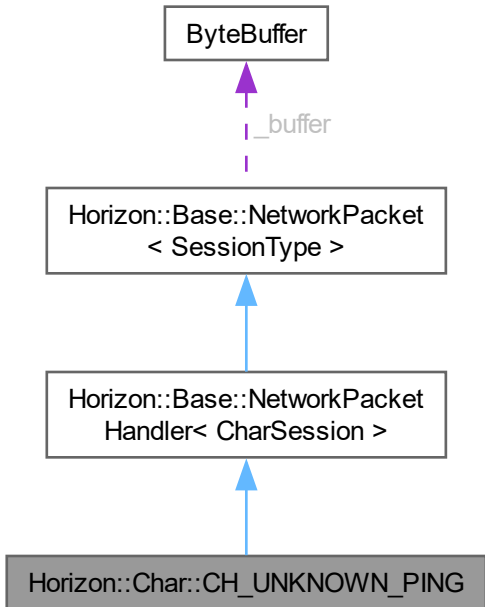 ByteBuffer
_buffer
Horizon::Base::NetworkPacket
< SessionType >
Horizon::Base::NetworkPacket
Handler< CharSession >
Horizon::Char::CH_UNKNOWN_PING